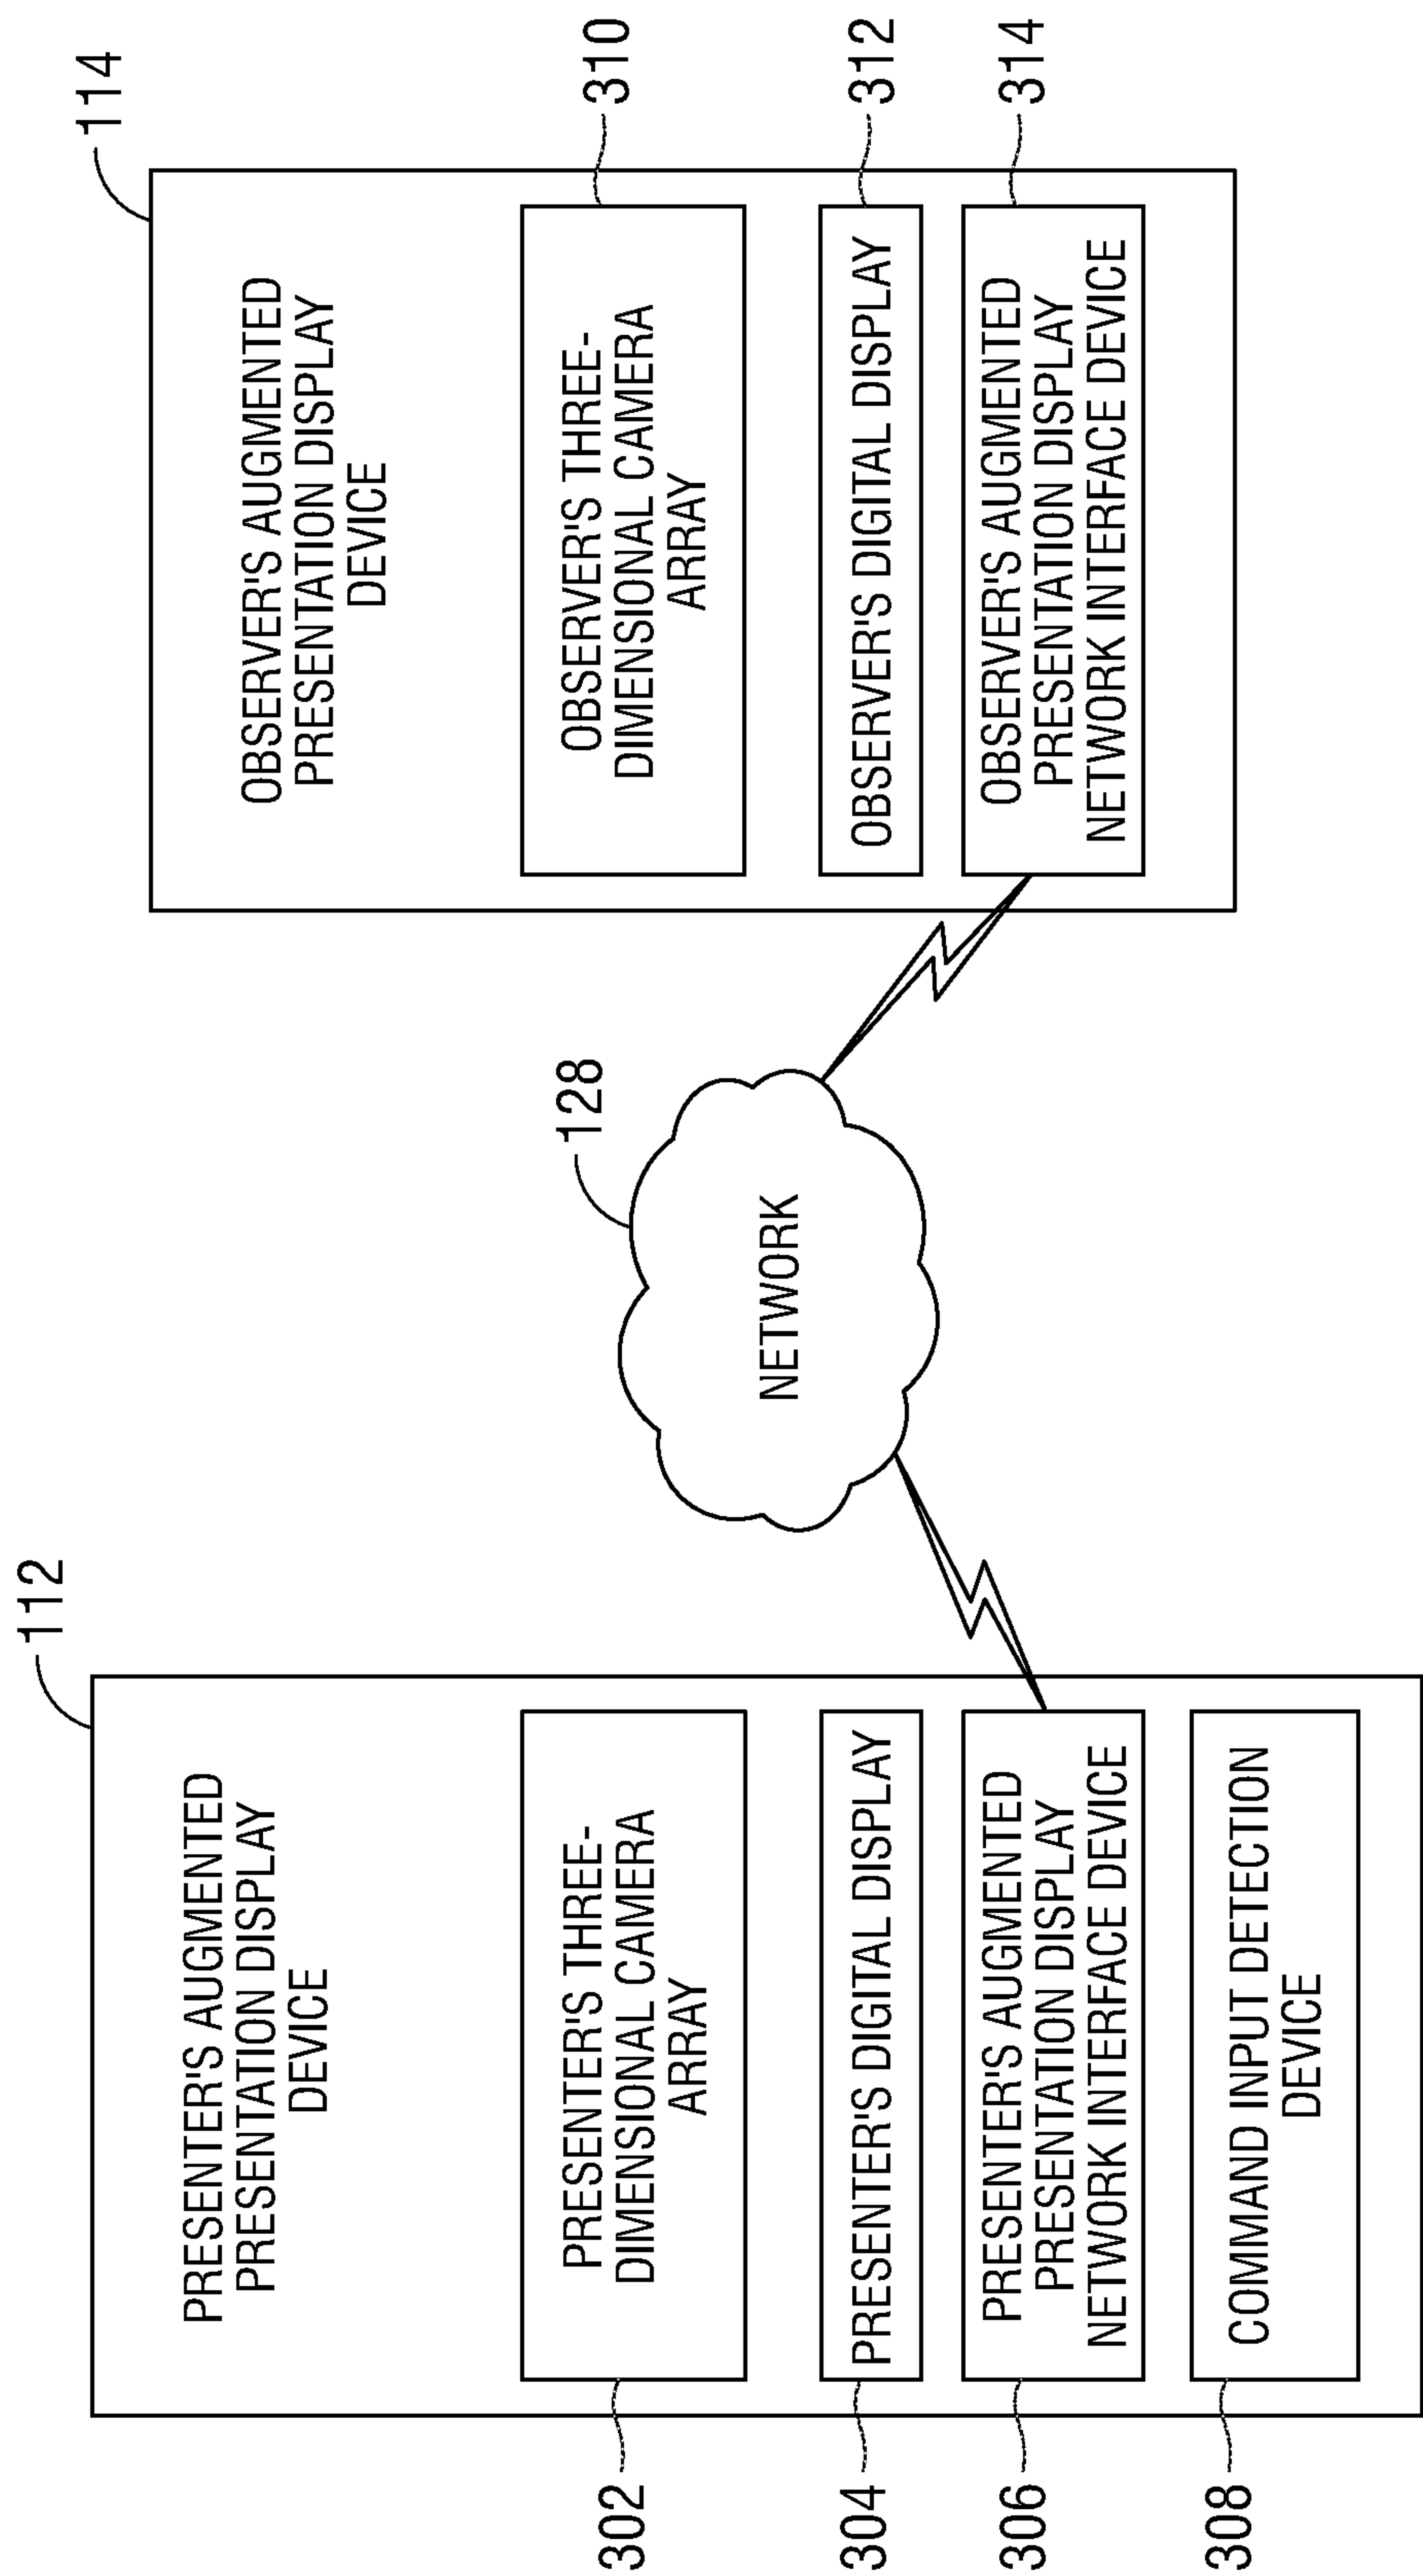 112
PRESENTER'S AUGMENTED
PRESENTATION DISPLAY
DEVICE
302
PRESENTER'S THREE-
DIMENSIONAL CAMERA
ARRAY
304
PRESENTER'S DIGITAL DISPLAY
306
PRESENTER'S AUGMENTED
PRESENTATION DISPLAY
NETWORK INTERFACE DEVICE
308
COMMAND INPUT DETECTION
DEVICE
128
NETWORK
114
OBSERVER'S AUGMENTED
PRESENTATION DISPLAY
DEVICE
OBSERVER'S THREE-
DIMENSIONAL CAMERA
ARRAY
310
OBSERVER'S DIGITAL DISPLAY
312
OBSERVER'S AUGMENTED
PRESENTATION DISPLAY
NETWORK INTERFACE DEVICE
314